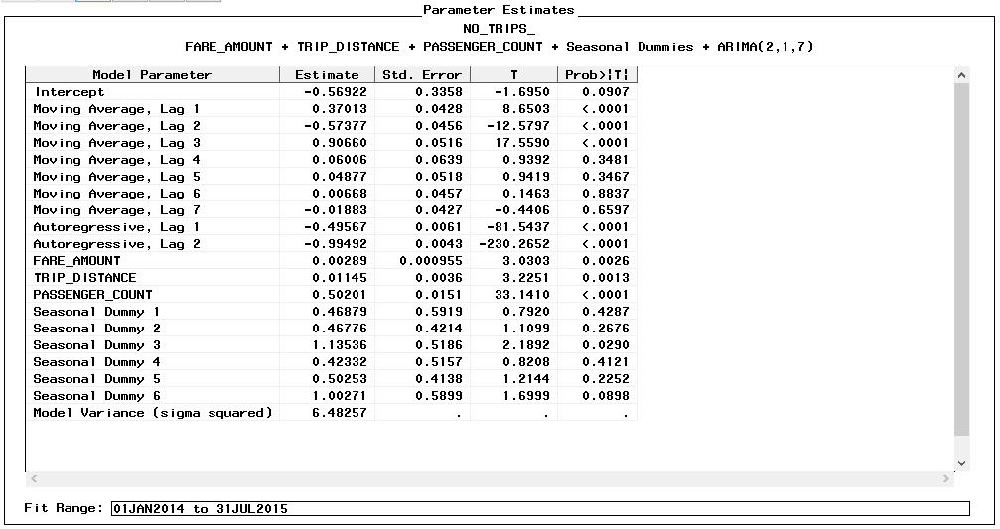 Parameter Estimates
NO_TRIPS_
FARE_AMOUNT + TRIP_DISTANCE + PASSENGER_COUNT + Seasonal Dummies + ARIMA(2,1,7)
Model Parameter Estimate Std. Error T Prob>|T|
Intercept -0.56922 0.3358 -1.6950 0.0907
Moving Average, Lag 1 0.37013 0.0428 8.6503 <.0001
Moving Average, Lag 2 -0.57377 0.0456 -12.5797 <.0001
Moving Average, Lag 3 0.90660 0.0516 17.5590 <.0001
Moving Average, Lag 4 0.06006 0.0639 0.9392 0.3481
Moving Average, Lag 5 0.04877 0.0518 0.9419 0.3467
Moving Average, Lag 6 0.00668 0.0457 0.1463 0.8837
Moving Average, Lag 7 -0.01883 0.0427 -0.4406 0.6597
Autoregressive, Lag 1 -0.49567 0.0061 -81.5437 <.0001
Autoregressive, Lag 2 -0.99492 0.0043 -230.2652 <.0001
FARE_AMOUNT 0.00289 0.000955 3.0303 0.0026
TRIP_DISTANCE 0.01145 0.0036 3.2251 0.0013
PASSENGER_COUNT 0.50201 0.0151 33.1410 <.0001
Seasonal Dummy 1 0.46879 0.5919 0.7920 0.4287
Seasonal Dummy 2 0.46776 0.4214 1.1099 0.2676
Seasonal Dummy 3 1.13536 0.5186 2.1892 0.0290
Seasonal Dummy 4 0.42332 0.5157 0.8208 0.4121
Seasonal Dummy 5 0.50253 0.4138 1.2144 0.2252
Seasonal Dummy 6 1.00271 0.5899 1.6999 0.0898
Model Variance (sigma squared) 6.48257 . . .
Fit Range: 01JAN2014 to 31JUL2015